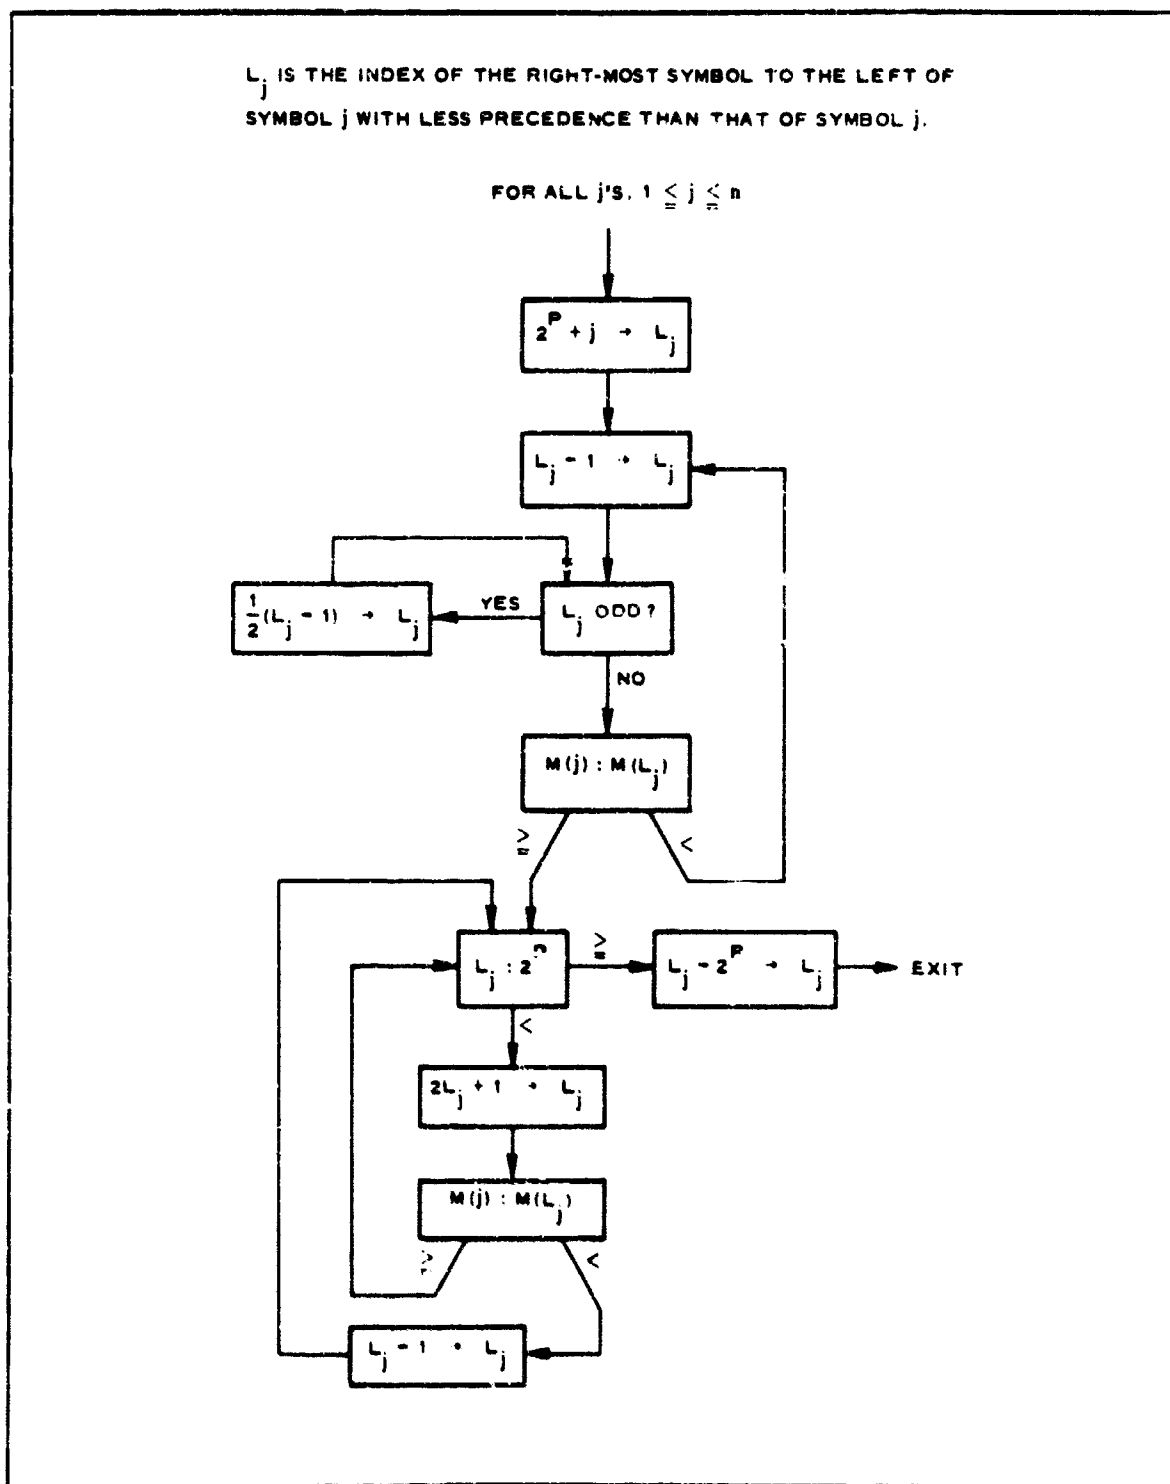 L_j IS THE INDEX OF THE RIGHT-MOST SYMBOL TO THE LEFT OF
SYMBOL j WITH LESS PRECEDENCE THAN THAT OF SYMBOL j.
FOR ALL j'S, 1 ≦ j ≦ n
2^P + j → L_j
L_j - 1 → L_j
1/2(L_j - 1) → L_j
YES
L_j ODD?
NO
M(j) : M(L_j)
≧
<
L_j : 2^P
≧
L_j - 2^P → L_j
EXIT
<
2L_j + 1 → L_j
M(j) : M(L_j)
≧
<
L_j - 1 → L_j